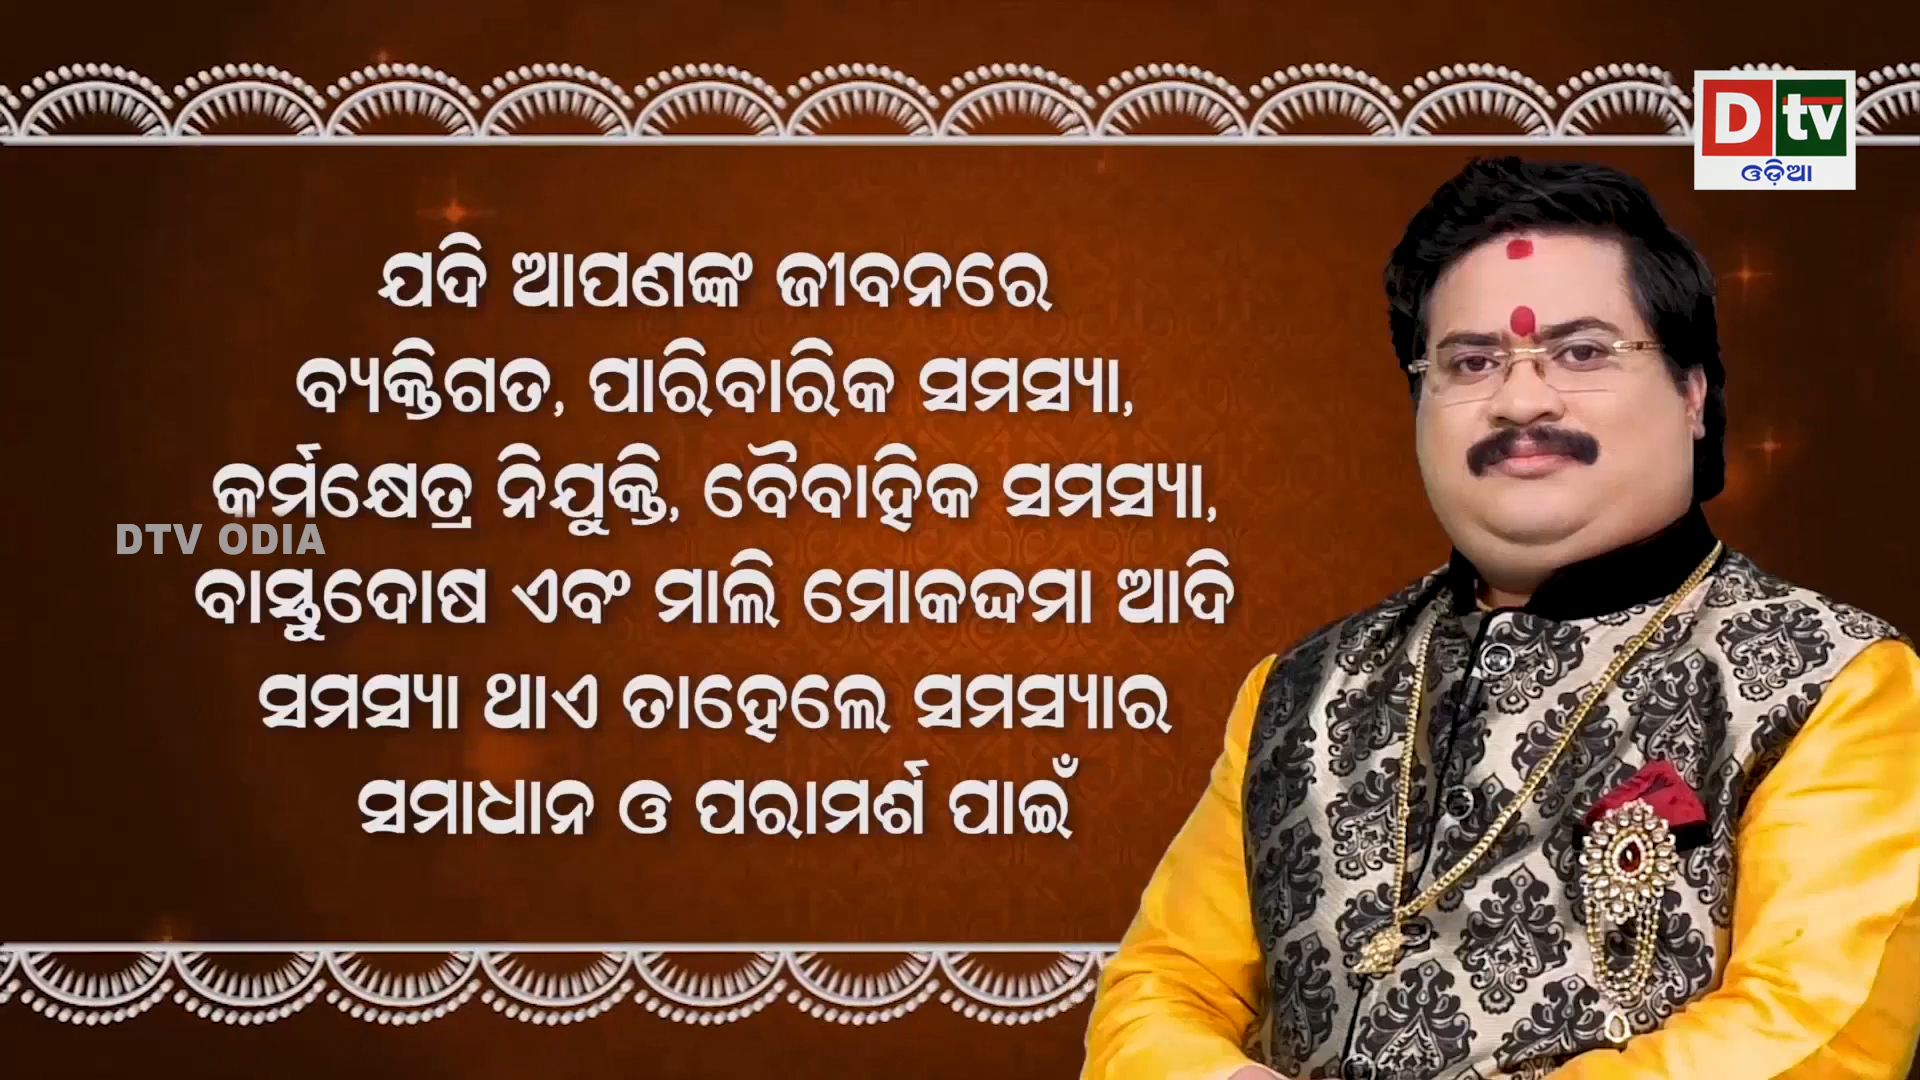 D tv
ଓଡ଼ିଆ
ଯଦି ଆପଣଙ୍କ ଜୀବନରେ
ବ୍ୟକ୍ତିଗତ, ପାରିବାରିକ ସମସ୍ୟା,
କର୍ମକ୍ଷେତ୍ର ନିଯୁକ୍ତି, ବୈବାହିକ ସମସ୍ୟା,
DTV ODIA
ବାସ୍ତୁଦୋଷ ଏବଂ ମାଲି ମୋକଦ୍ଦମା ଆଦି
ସମସ୍ୟା ଥାଏ ତାହେଲେ ସମସ୍ୟାର
ସମାଧାନ ଓ ପରାମର୍ଶ ପାଇଁ